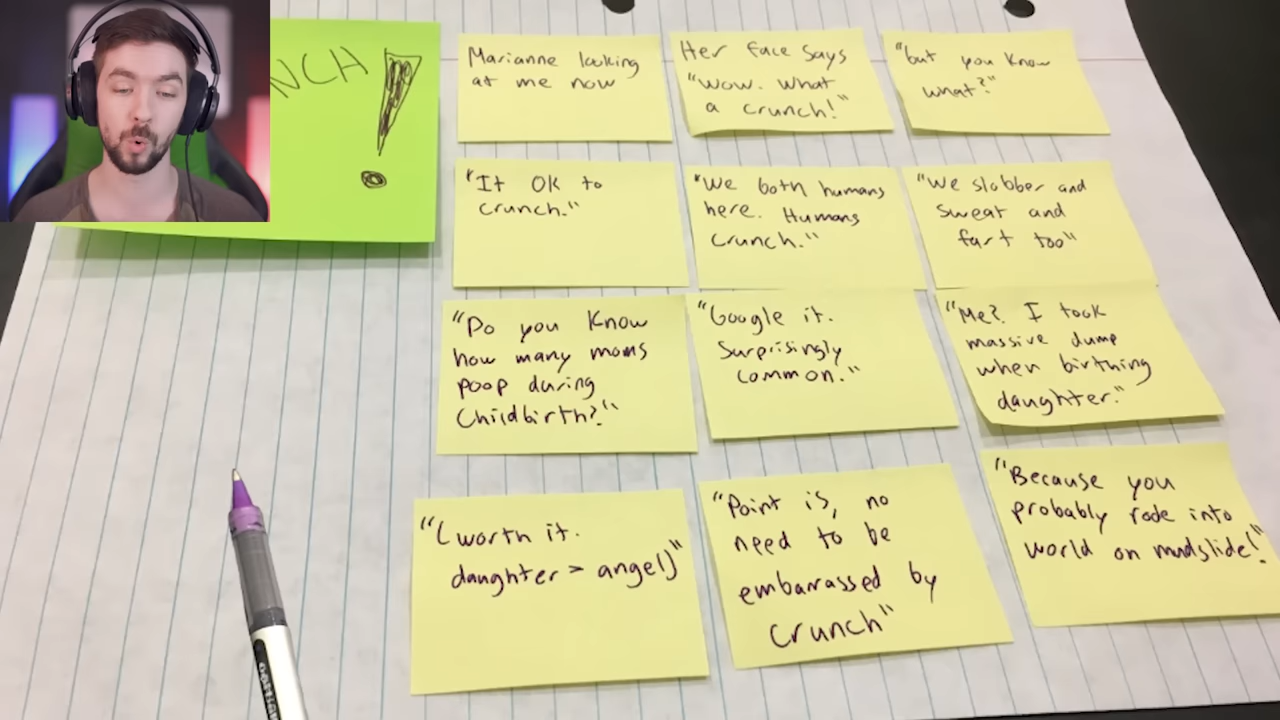 NCH!
Marianne looking
at me now
Her face says
"Wow. What
a crunch!"
"but you know
what?"
"It OK to
crunch."
"We both humans
here. Humans
crunch."
"We slobber and
sweat and
fart too"
"Do you know
how many moms
poop during
childbirth?"
"Google it.
Surprisingly
common."
"Me? I took
massive dump
when birthing
daughter."
"(worth it.
daughter > angel)"
"Point is, no
need to be
embarassed by
crunch"
"Because you
probably rode into
world on mudslide!"